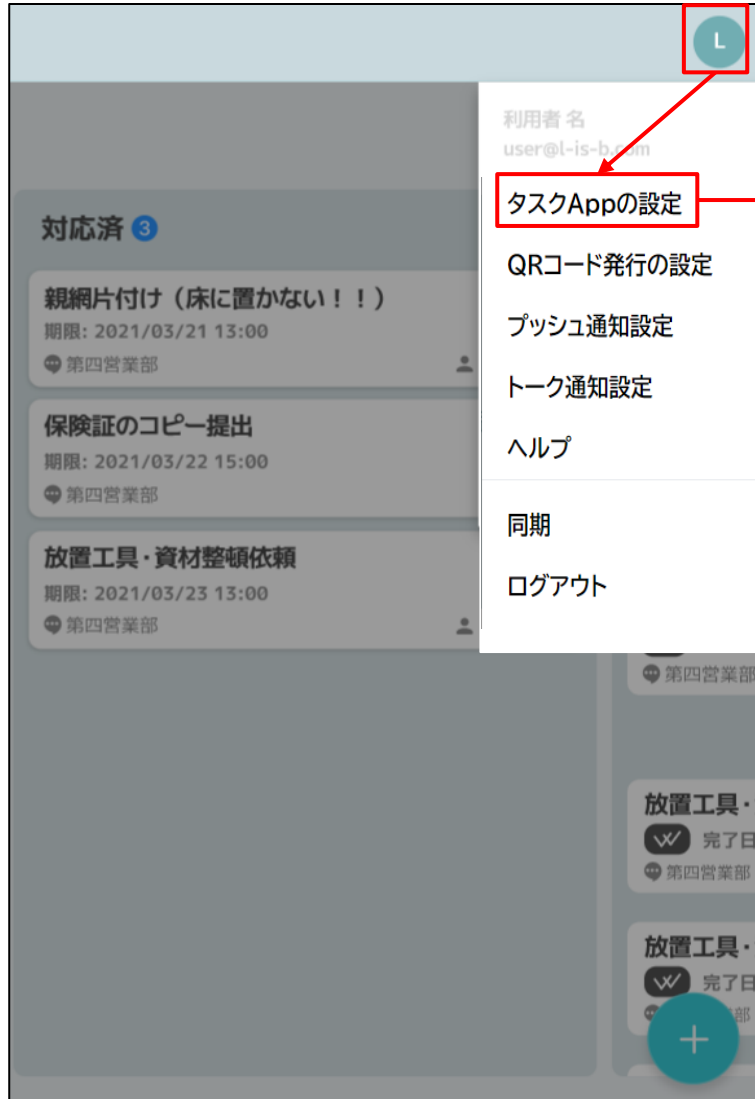 L
利用者 名
user@l-is-b.com
タスクAppの設定
QRコード発行の設定
プッシュ通知設定
トーク通知設定
ヘルプ
同期
ログアウト
対応済 3
親綱片付け（床に置かない！！）
期限: 2021/03/21 13:00
第四営業部
保険証のコピー提出
期限: 2021/03/22 15:00
第四営業部
放置工具・資材整頓依頼
期限: 2021/03/23 13:00
第四営業部
第四営業部
放置工具・
完了日
第四営業部
放置工具・
完了日
部